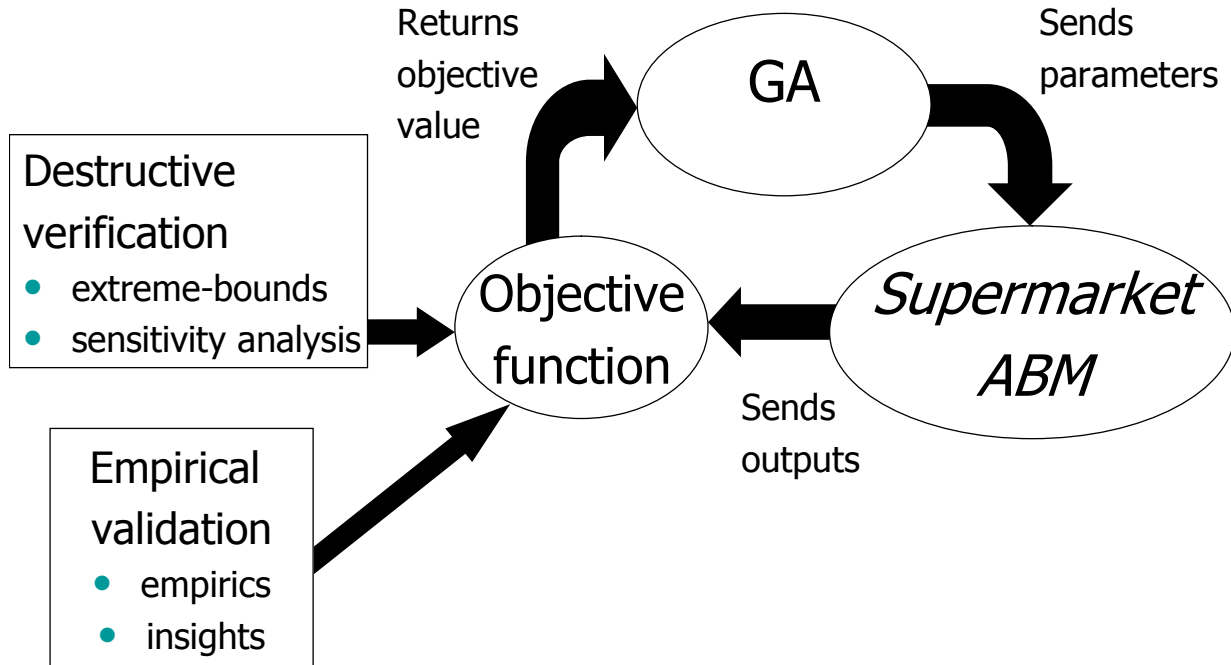 Returns
objective
value
GA
Sends
parameters
Destructive
verification
• extreme-bounds
• sensitivity analysis
Objective
function
Supermarket
ABM
Sends
outputs
Empirical
validation
• empirics
• insights